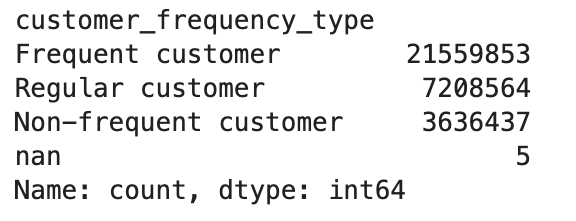 customer_frequency_type
Frequent customer 21559853
Regular customer 7208564
Non-frequent customer 3636437
nan 5
Name: count, dtype: int64